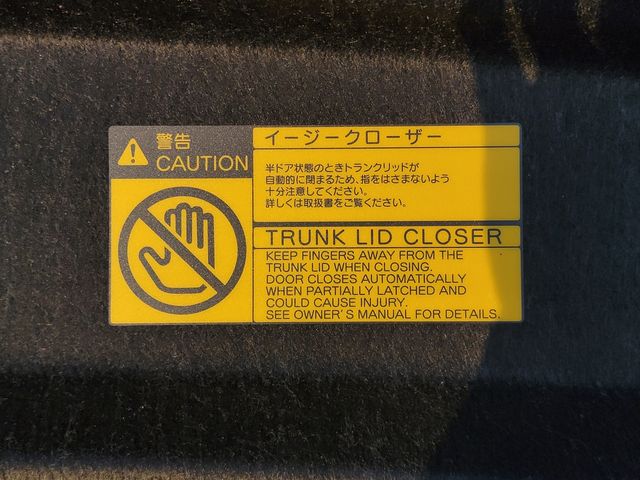 警告
CAUTION
イージークローザー
半ドア状態のときトランクリッドが
自動的に閉まるため、指をはさまないよう
十分注意してください。
詳しくは取扱書をご覧ください。
TRUNK LID CLOSER
KEEP FINGERS AWAY FROM THE
TRUNK LID WHEN CLOSING.
DOOR CLOSES AUTOMATICALLY
WHEN PARTIALLY LATCHED AND
COULD CAUSE INJURY.
SEE OWNER'S MANUAL FOR DETAILS.